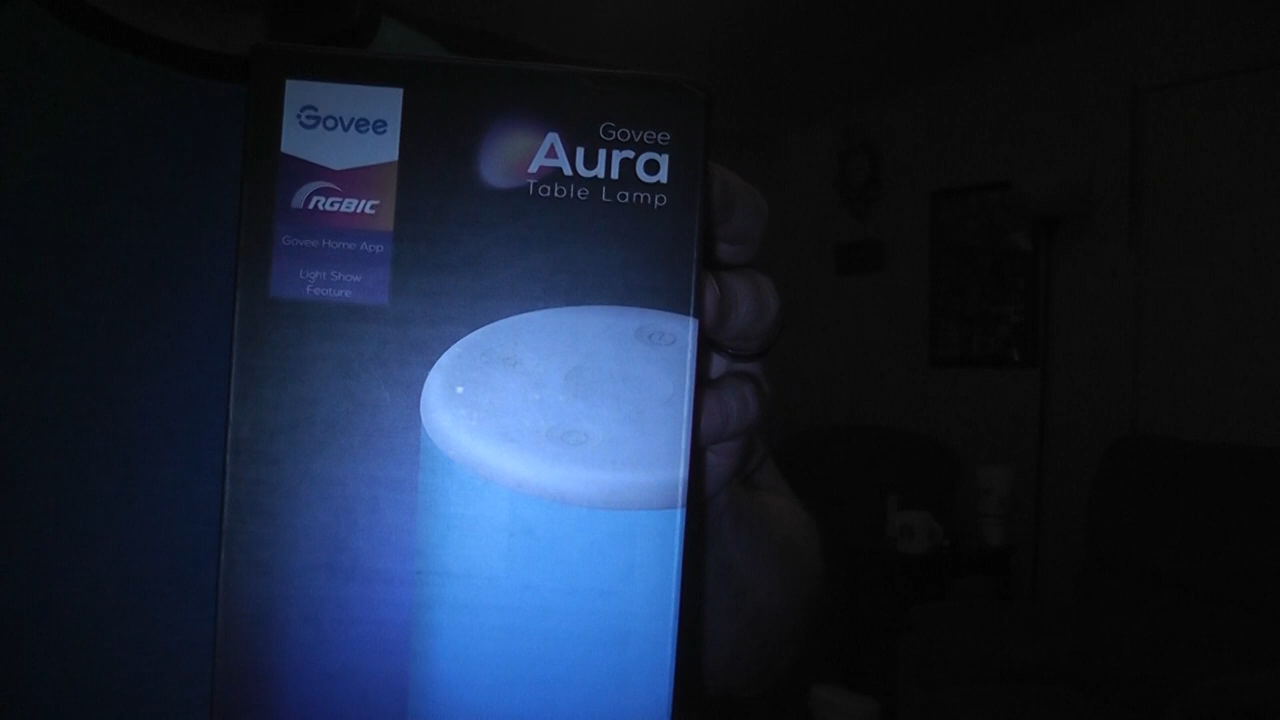 Govee
RGBIC
Govee Home App
Light Show
Feature
Govee
Aura
Table Lamp